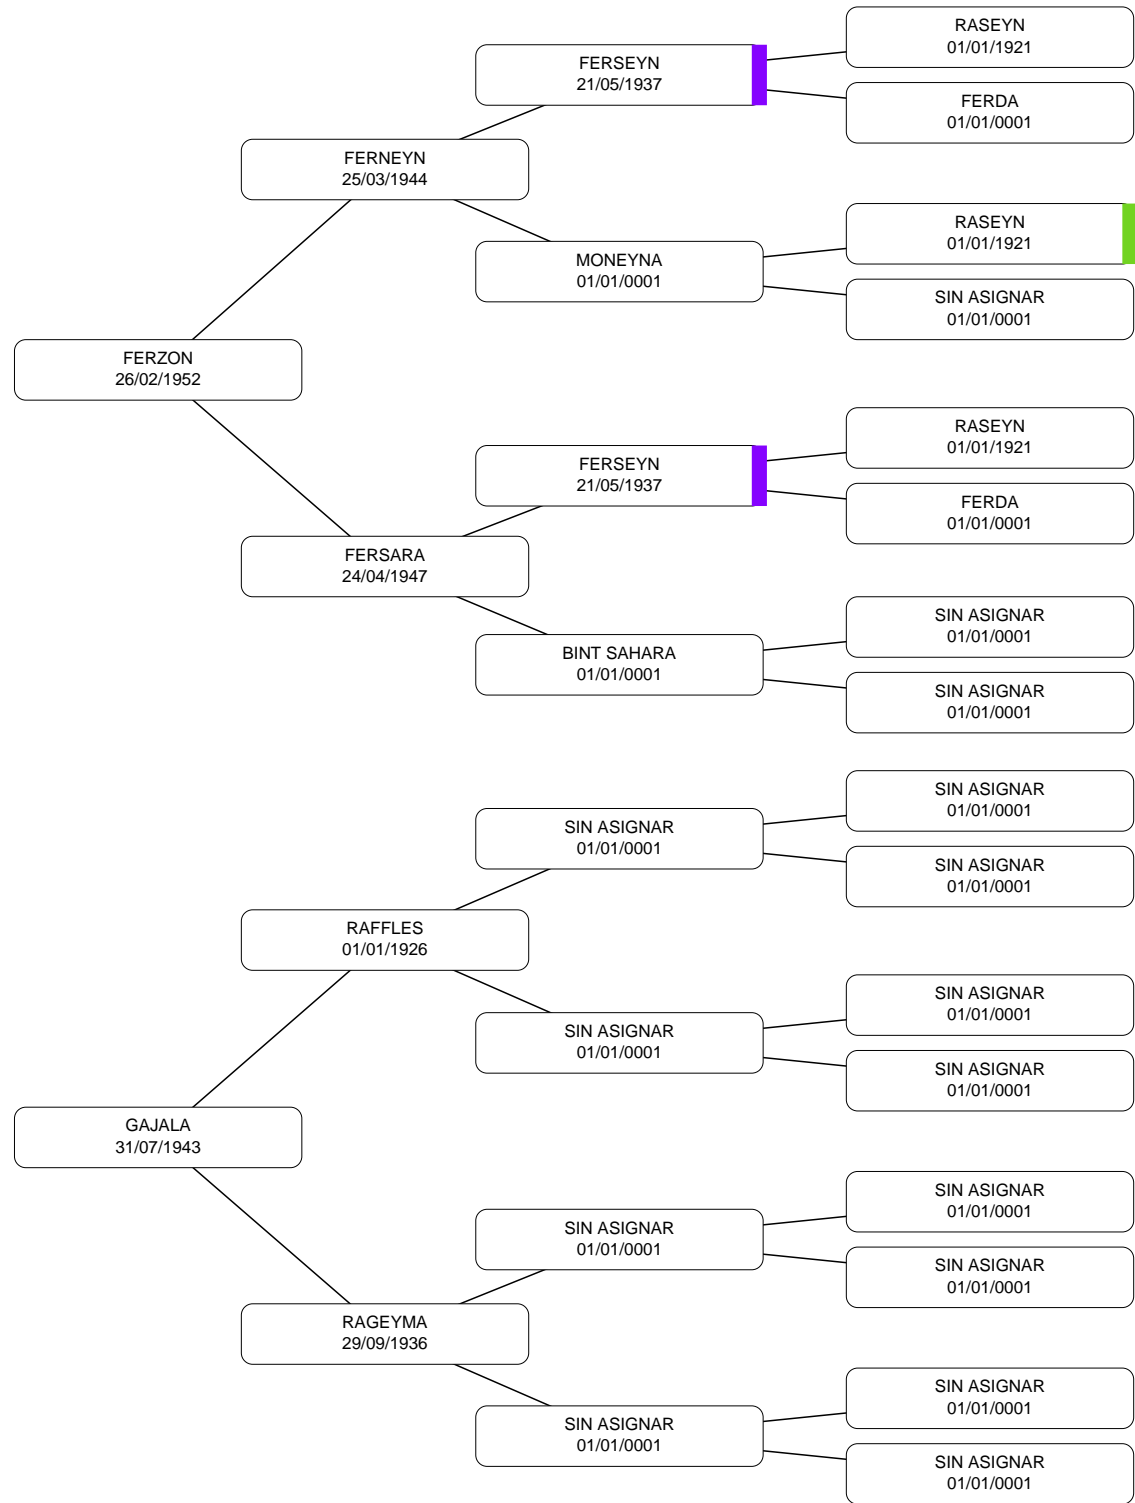 RASEYN
01/01/1921
FERSEYN
21/05/1937
FERDA
01/01/0001
FERNEYN
25/03/1944
RASEYN
01/01/1921
MONEYNA
01/01/0001
SIN ASIGNAR
01/01/0001
FERZON
26/02/1952
RASEYN
01/01/1921
FERSEYN
21/05/1937
FERDA
01/01/0001
FERSARA
24/04/1947
SIN ASIGNAR
01/01/0001
BINT SAHARA
01/01/0001
SIN ASIGNAR
01/01/0001
SIN ASIGNAR
01/01/0001
SIN ASIGNAR
01/01/0001
SIN ASIGNAR
01/01/0001
RAFFLES
01/01/1926
SIN ASIGNAR
01/01/0001
SIN ASIGNAR
01/01/0001
SIN ASIGNAR
01/01/0001
GAJALA
31/07/1943
SIN ASIGNAR
01/01/0001
SIN ASIGNAR
01/01/0001
SIN ASIGNAR
01/01/0001
RAGEYMA
29/09/1936
SIN ASIGNAR
01/01/0001
SIN ASIGNAR
01/01/0001
SIN ASIGNAR
01/01/0001